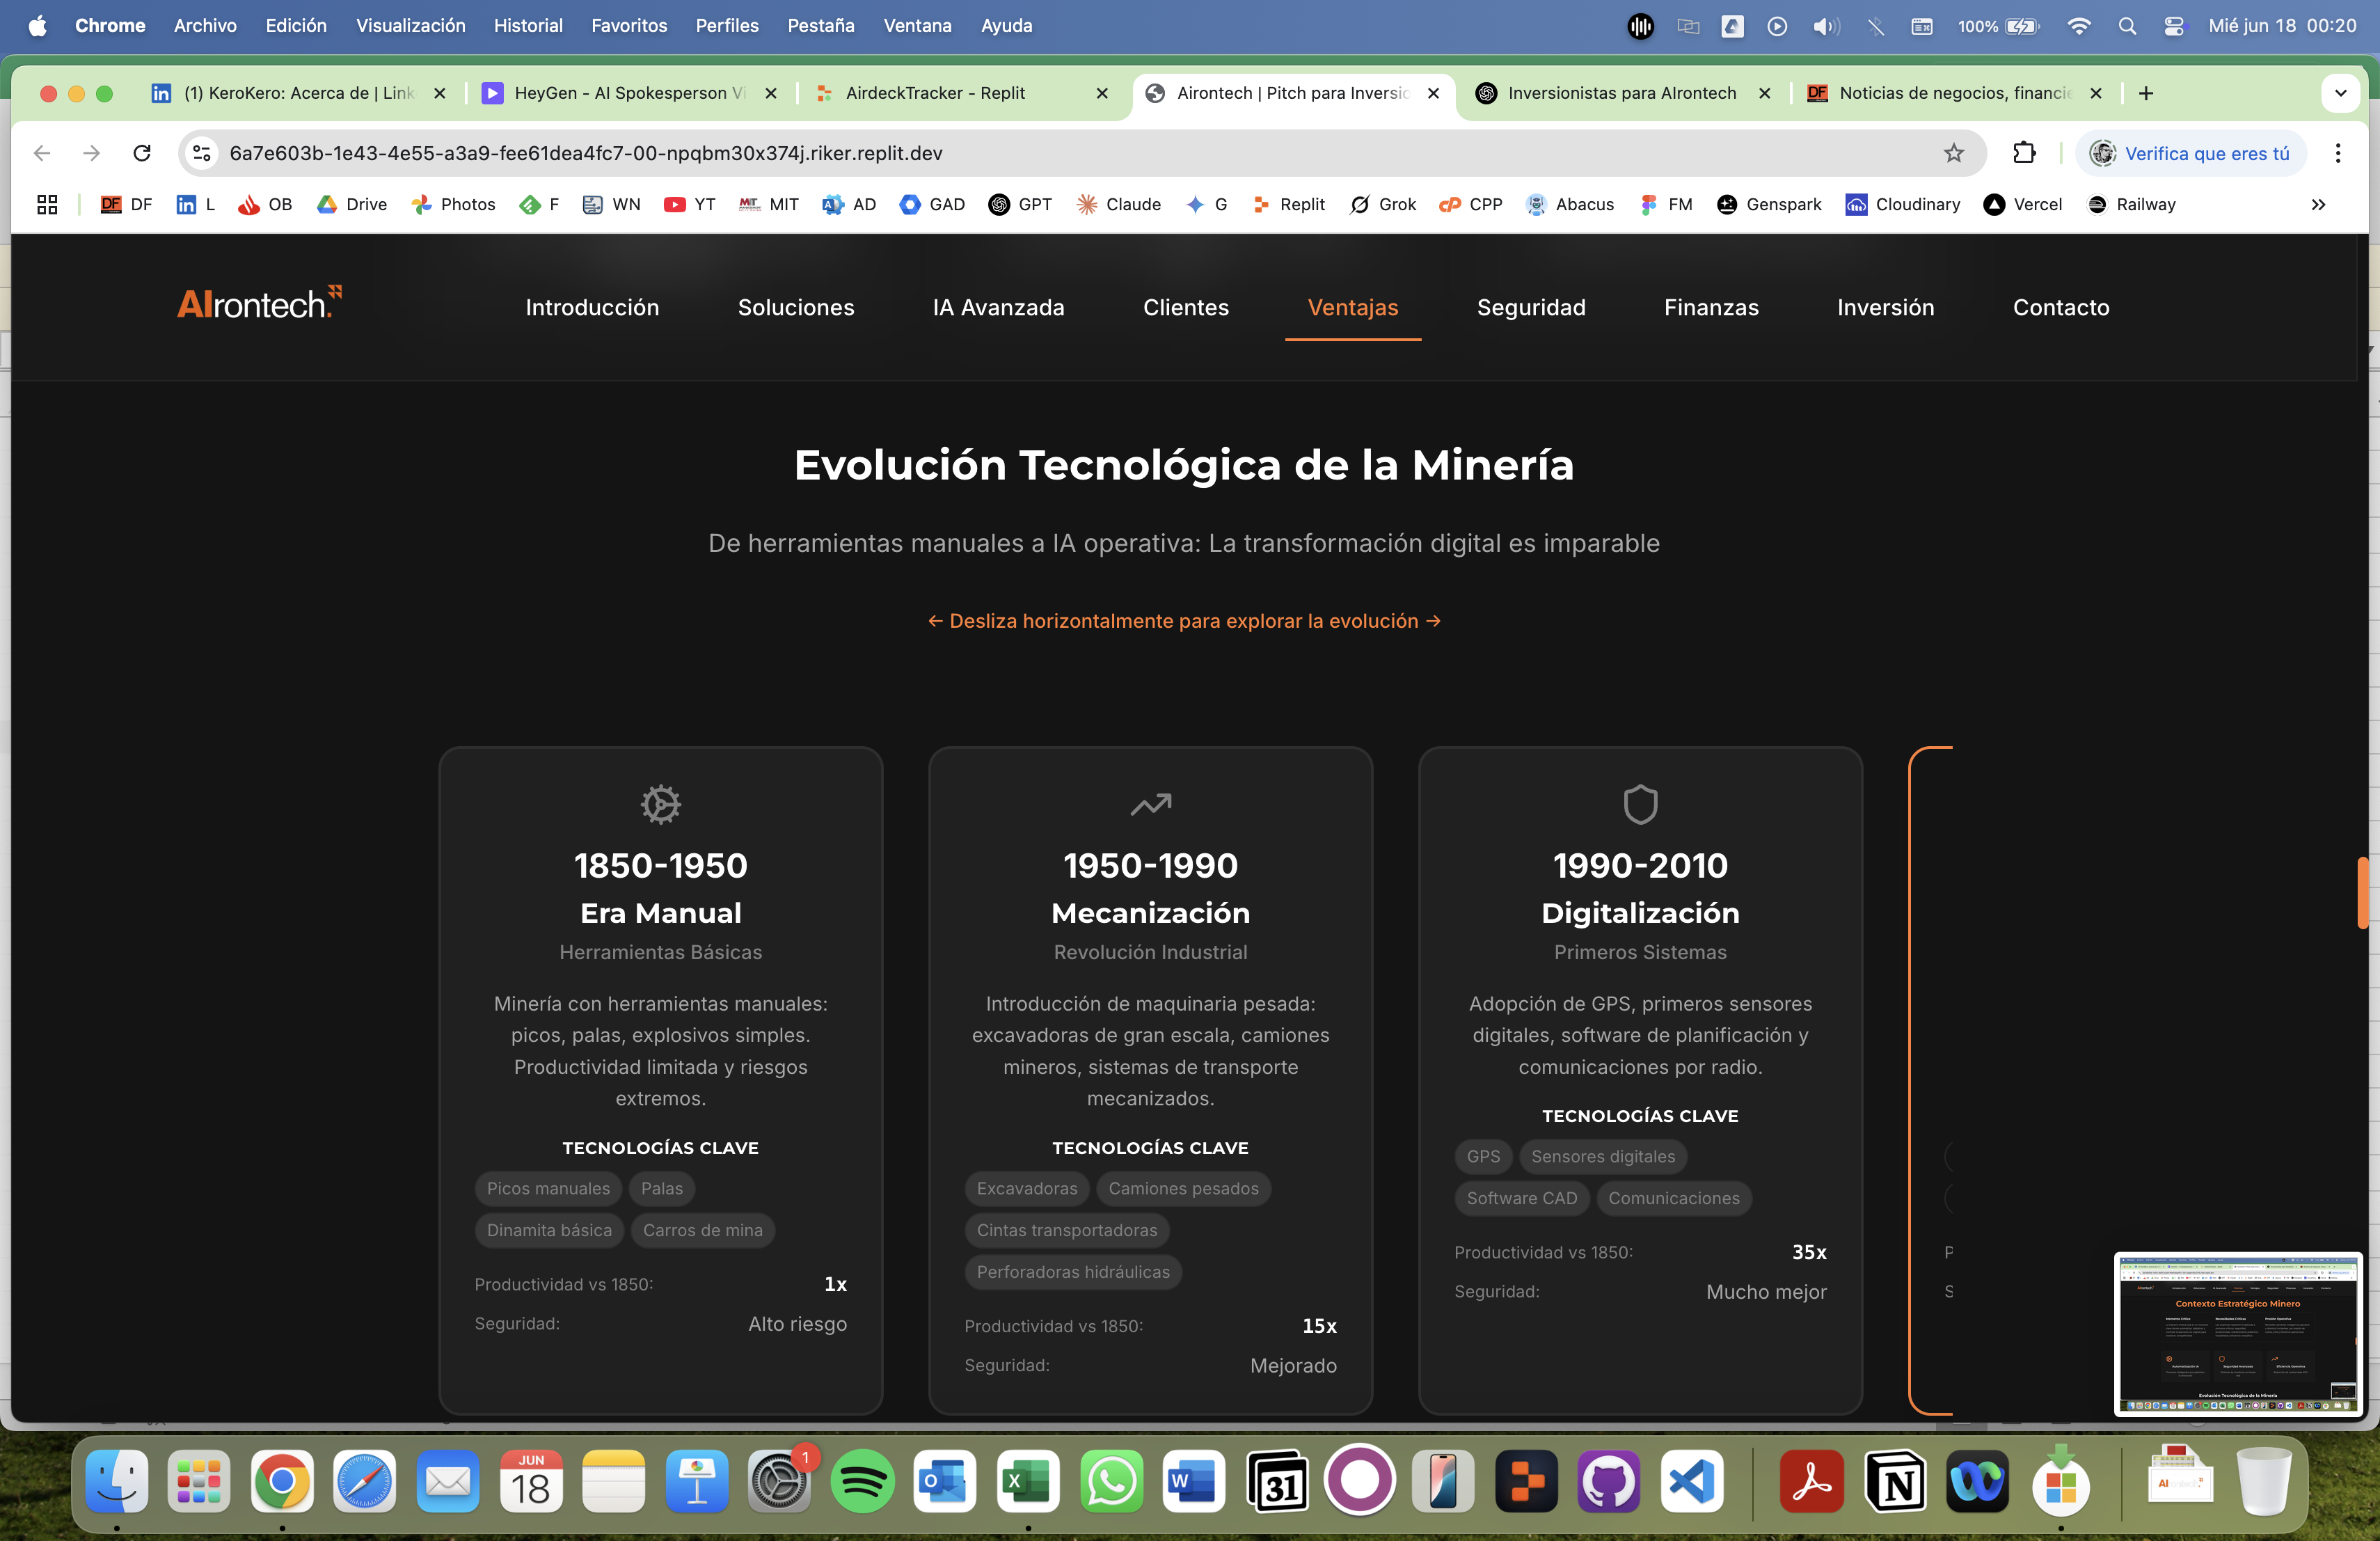 Chrome Archivo Edición Visualización Historial Favoritos Perfiles Pestaña Ventana Ayuda 100% Mié jun 18 00:20
(1) KeroKero: Acerca de | Link HeyGen - AI Spokesperson Vi AirdeckTracker - Replit Airontech | Pitch para Inversio Inversionistas para AIrontech DF Noticias de negocios, financie
6a7e603b-1e43-4e55-a3a9-fee61dea4fc7-00-npqbm30x374j.riker.replit.dev Verifica que eres tú
DF DF L OB Drive Photos F WN YT MIT AD GAD GPT Claude G Replit Grok CPP Abacus FM Genspark Cloudinary Vercel Railway
AIrontech. Introducción Soluciones IA Avanzada Clientes Ventajas Seguridad Finanzas Inversión Contacto
Evolución Tecnológica de la Minería
De herramientas manuales a IA operativa: La transformación digital es imparable
← Desliza horizontalmente para explorar la evolución →
1850-1950
Era Manual
Herramientas Básicas
Minería con herramientas manuales:
picos, palas, explosivos simples.
Productividad limitada y riesgos
extremos.
TECNOLOGÍAS CLAVE
Picos manuales Palas
Dinamita básica Carros de mina
Productividad vs 1850: 1x
Seguridad: Alto riesgo
1950-1990
Mecanización
Revolución Industrial
Introducción de maquinaria pesada:
excavadoras de gran escala, camiones
mineros, sistemas de transporte
mecanizados.
TECNOLOGÍAS CLAVE
Excavadoras Camiones pesados
Cintas transportadoras
Perforadoras hidráulicas
Productividad vs 1850: 15x
Seguridad: Mejorado
1990-2010
Digitalización
Primeros Sistemas
Adopción de GPS, primeros sensores
digitales, software de planificación y
comunicaciones por radio.
TECNOLOGÍAS CLAVE
GPS Sensores digitales
Software CAD Comunicaciones
Productividad vs 1850: 35x
Seguridad: Mucho mejor
P
S
Contexto Estratégico Minero
Evolución Tecnológica de la Minería
JUN
18
1
31